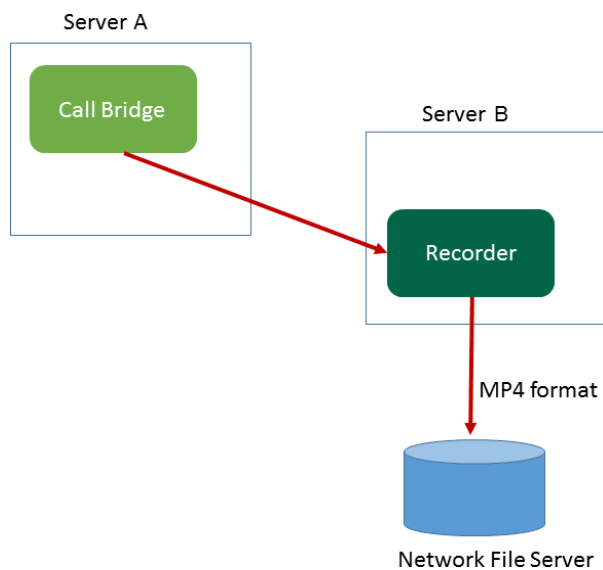 Server A
Call Bridge
Server B
Recorder
MP4 format
Network File Server